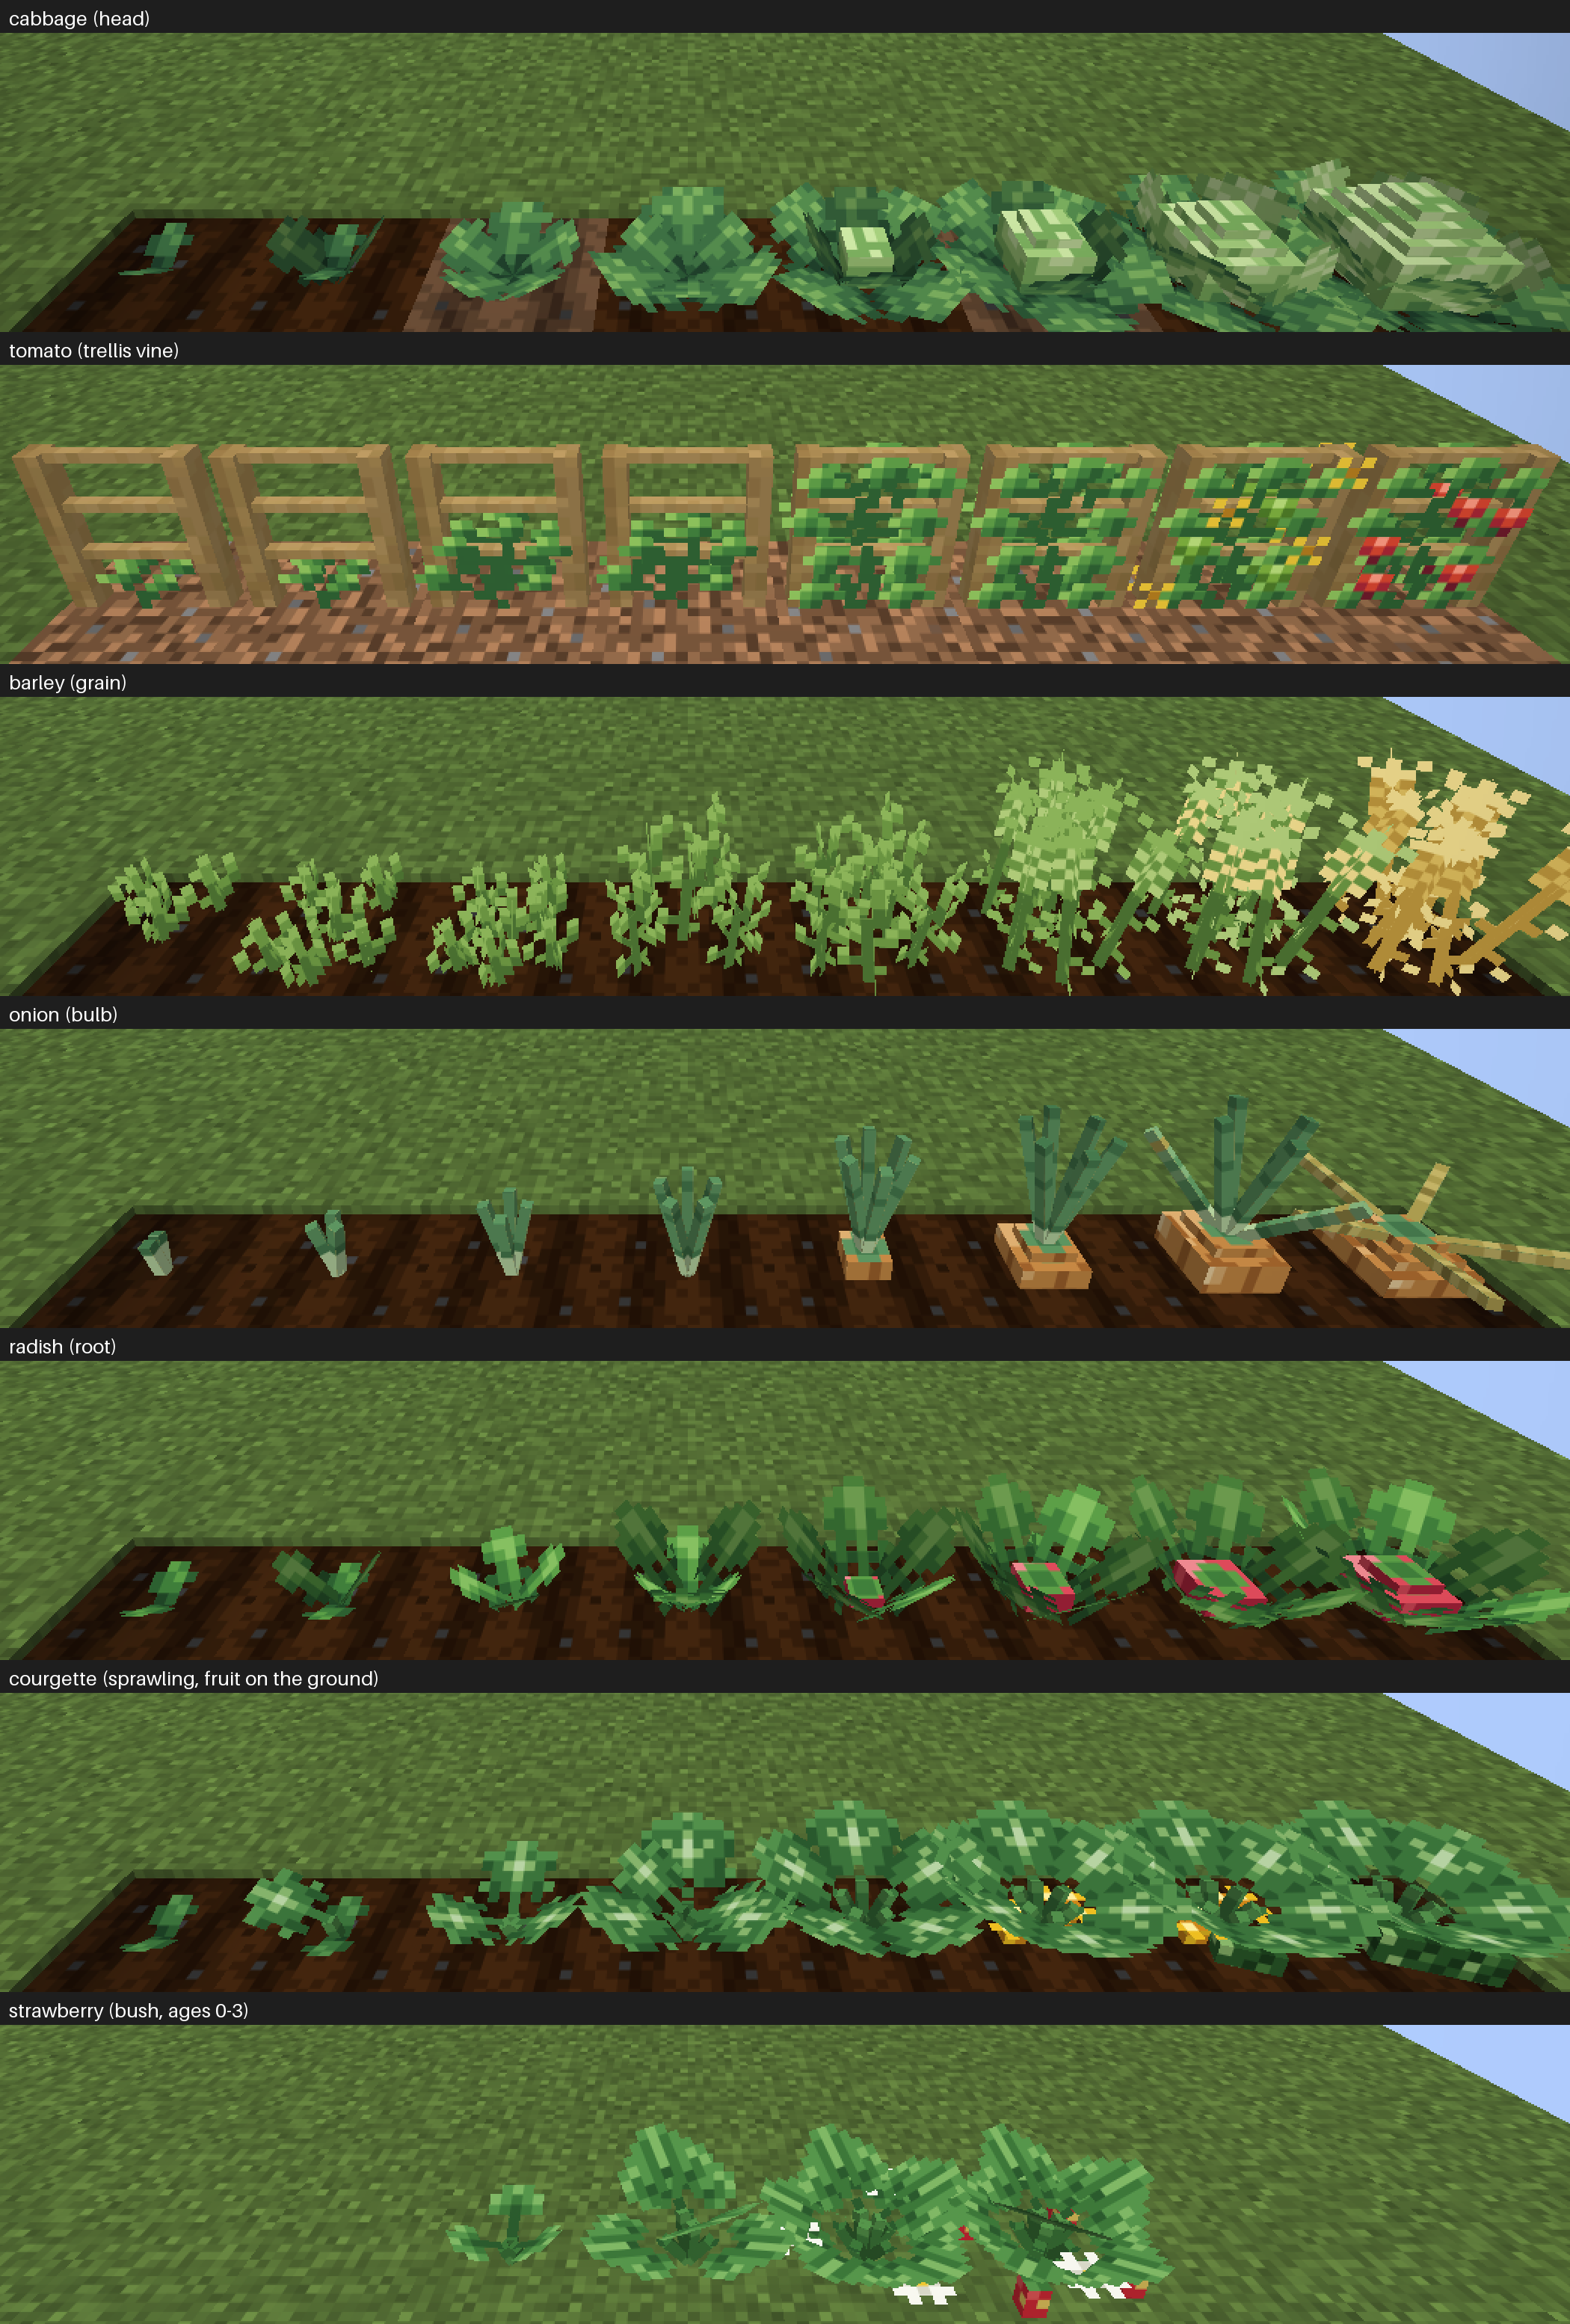 cabbage (head)
tomato (trellis vine)
barley (grain)
onion (bulb)
radish (root)
courgette (sprawling, fruit on the ground)
strawberry (bush, ages 0-3)